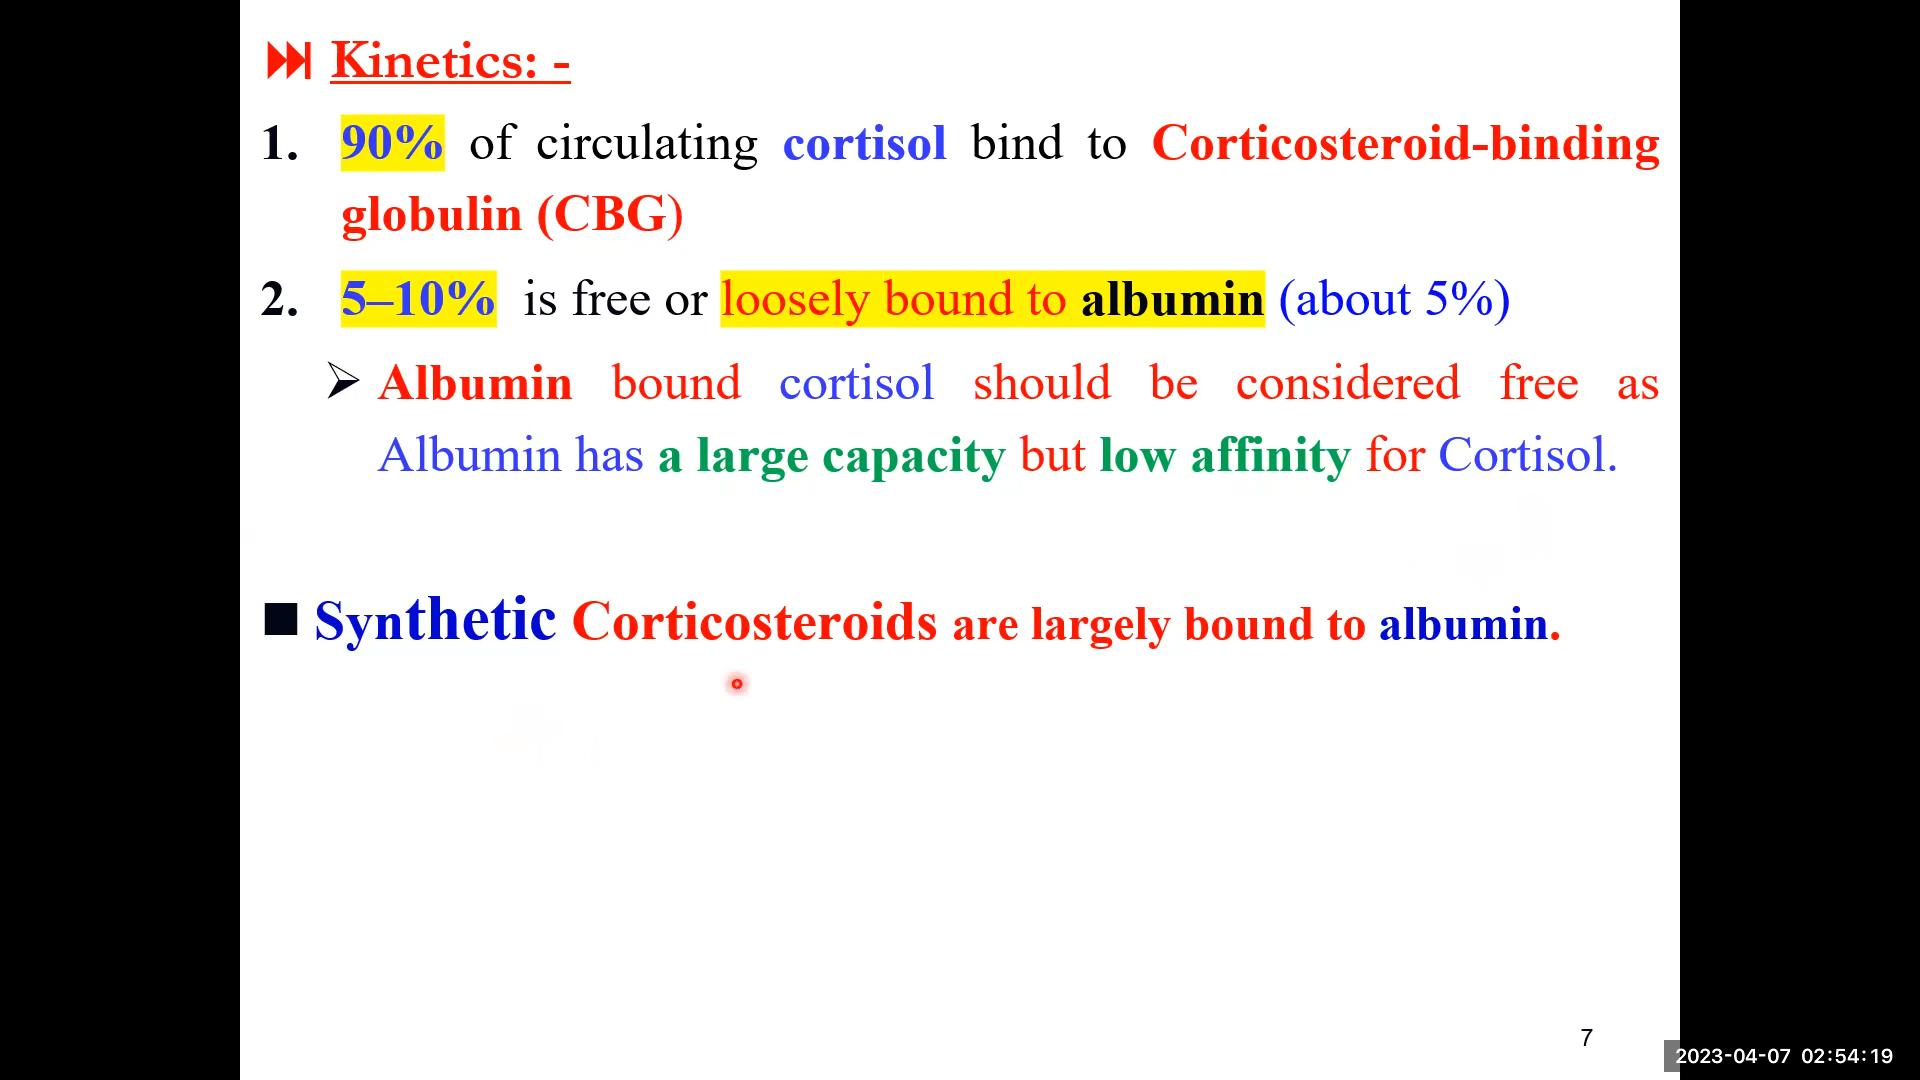 Kinetics: -
1. 90% of circulating cortisol bind to Corticosteroid-binding
globulin (CBG)
2. 5–10% is free or loosely bound to albumin (about 5%)
Albumin bound cortisol should be considered free as
Albumin has a large capacity but low affinity for Cortisol.
Synthetic Corticosteroids are largely bound to albumin.
7
2023-04-07 02:54:19